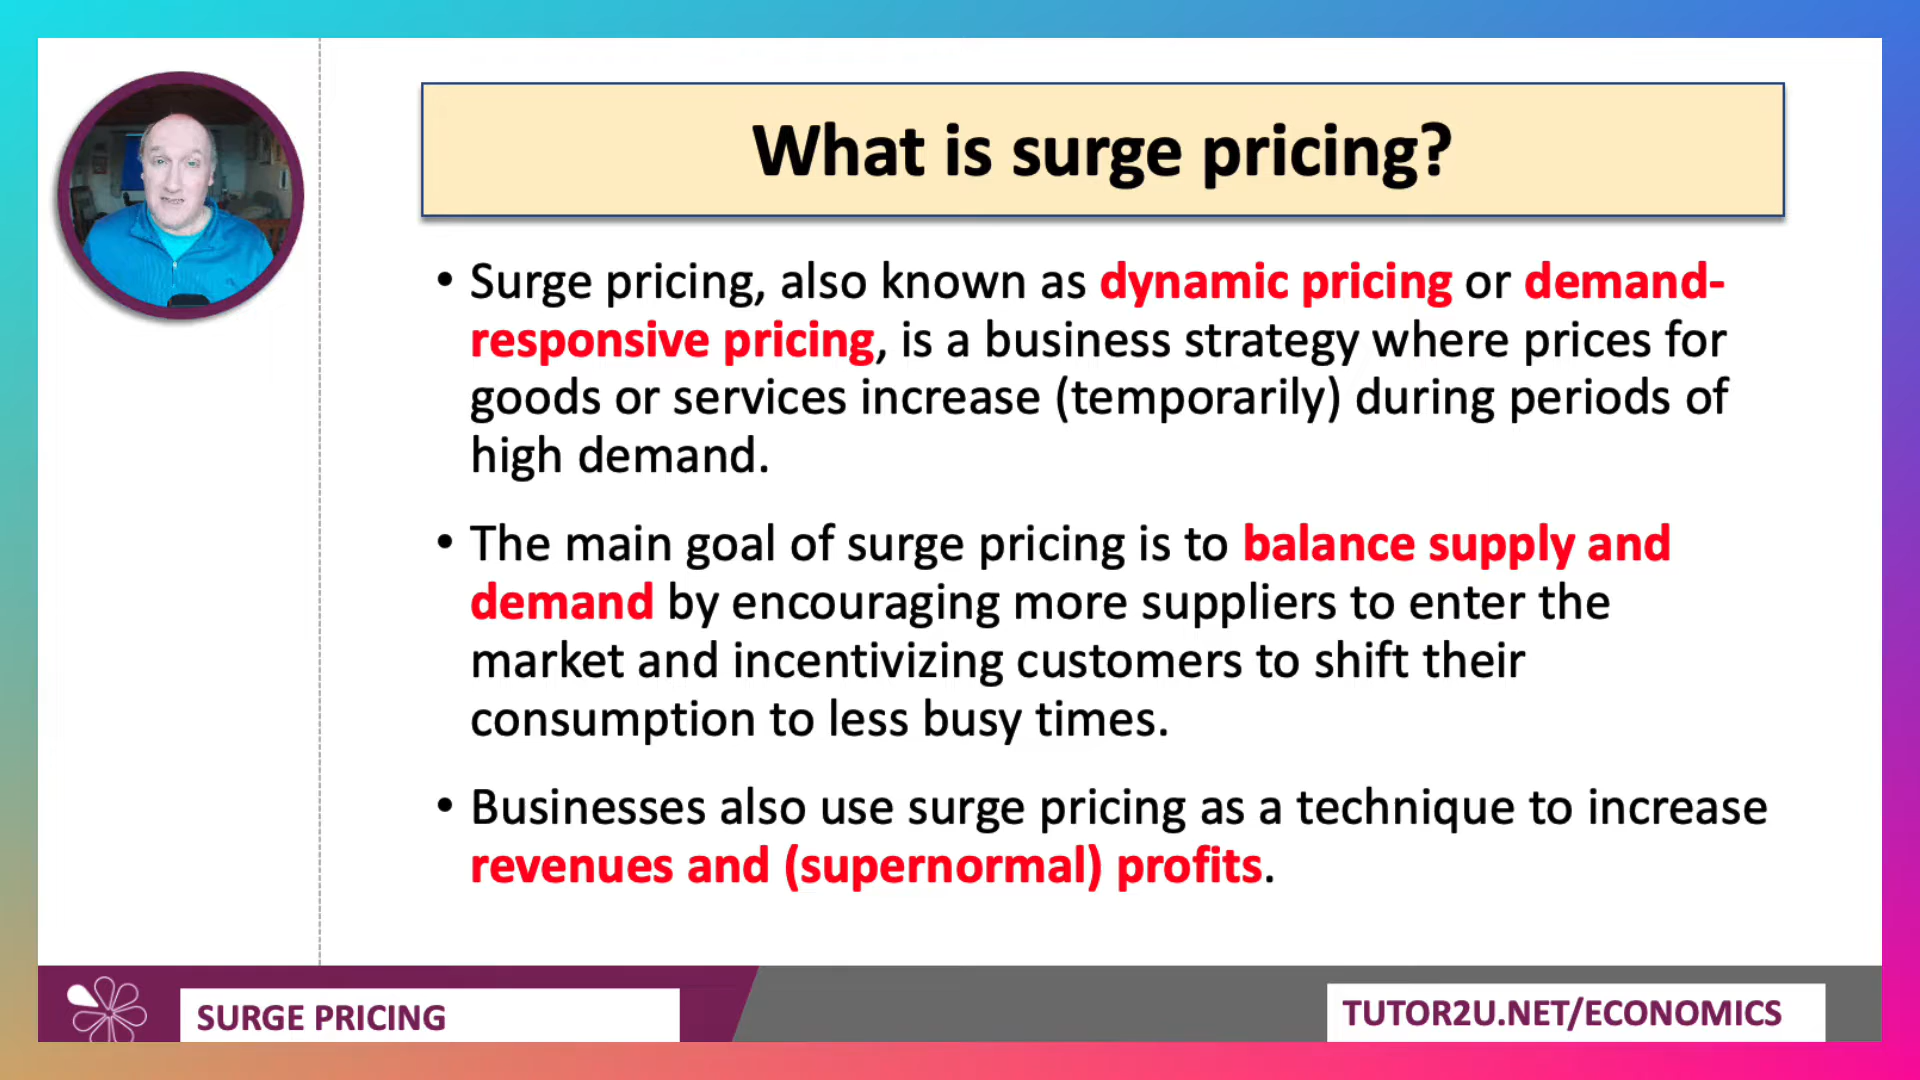 What is surge pricing?
• Surge pricing, also known as dynamic pricing or demand-
responsive pricing, is a business strategy where prices for
goods or services increase (temporarily) during periods of
high demand.
• The main goal of surge pricing is to balance supply and
demand by encouraging more suppliers to enter the
market and incentivizing customers to shift their
consumption to less busy times.
• Businesses also use surge pricing as a technique to increase
revenues and (supernormal) profits.
SURGE PRICING
TUTOR2U.NET/ECONOMICS